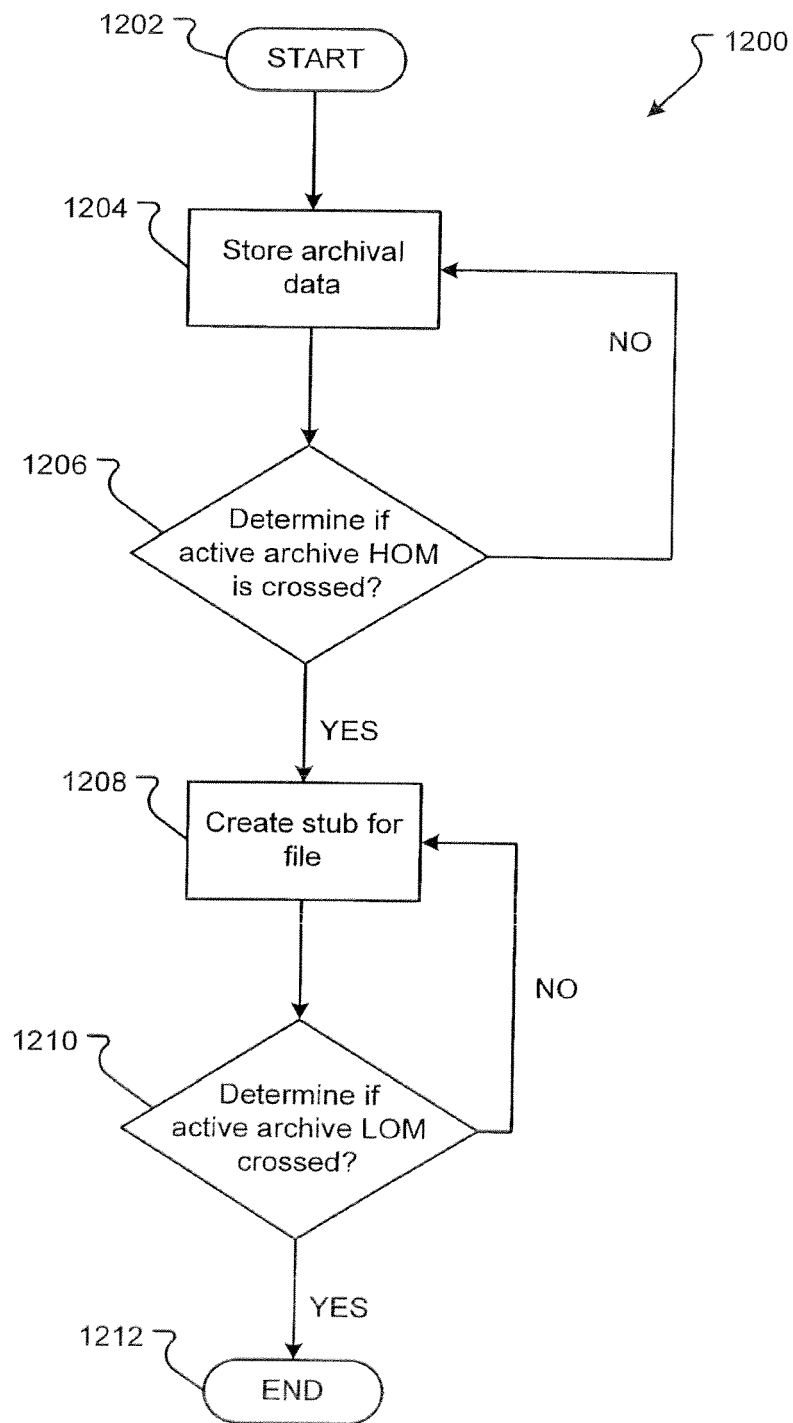 1202
START
1200
1204
Store archival
data
NO
1206
Determine if
active archive HOM
is crossed?
YES
1208
Create stub for
file
NO
1210
Determine if
active archive LOM
crossed?
YES
1212
END